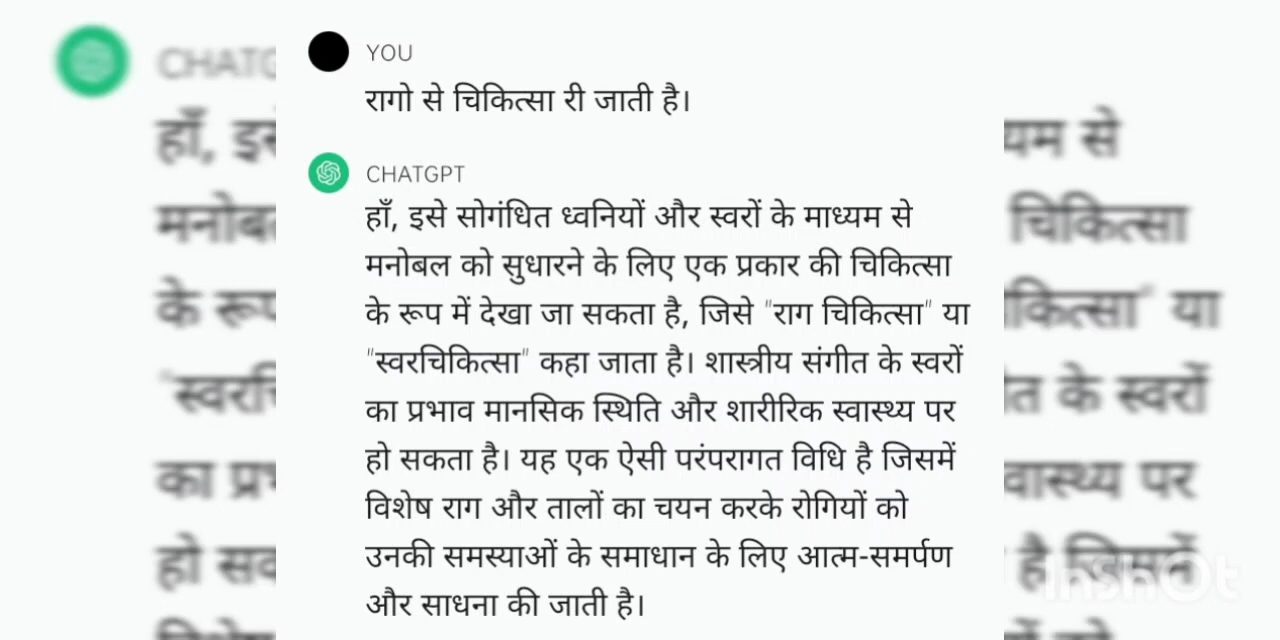 YOU
रागो से चिकित्सा री जाती है।
CHATGPT
हाँ, इसे सोगंधित ध्वनियों और स्वरों के माध्यम से
मनोबल को सुधारने के लिए एक प्रकार की चिकित्सा
के रूप में देखा जा सकता है, जिसे "राग चिकित्सा" या
"स्वरचिकित्सा" कहा जाता है। शास्त्रीय संगीत के स्वरों
का प्रभाव मानसिक स्थिति और शारीरिक स्वास्थ्य पर
हो सकता है। यह एक ऐसी परंपरागत विधि है जिसमें
विशेष राग और तालों का चयन करके रोगियों को
उनकी समस्याओं के समाधान के लिए आत्म-समर्पण
और साधना की जाती है।
InShOt